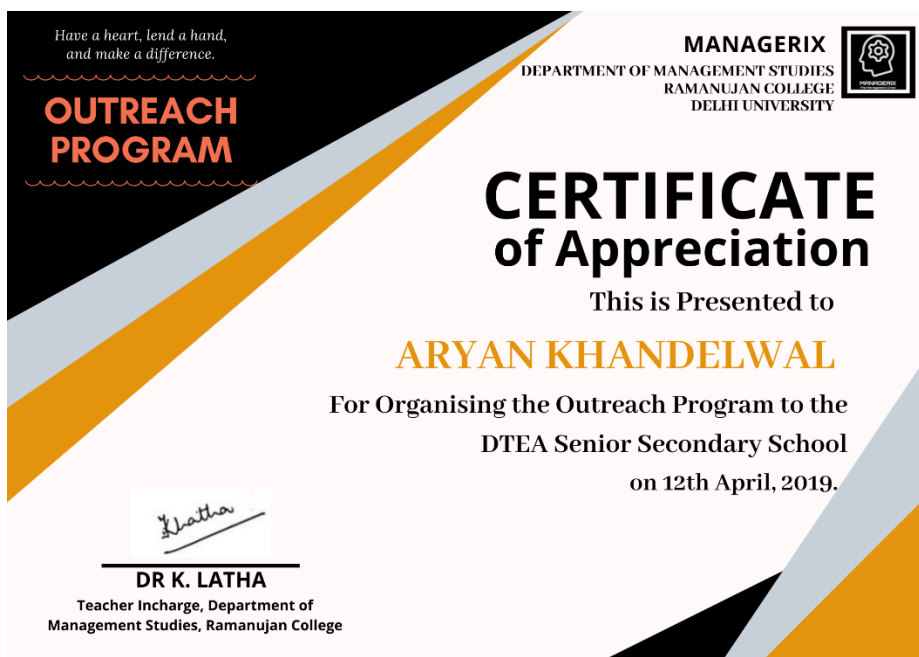 Have a heart, lend a hand,
and make a difference.
OUTREACH
PROGRAM
MANAGERIX
DEPARTMENT OF MANAGEMENT STUDIES
RAMANUJAN COLLEGE
DELHI UNIVERSITY
MANAGERIX
CERTIFICATE
of Appreciation
This is Presented to
ARYAN KHANDELWAL
For Organising the Outreach Program to the
DTEA Senior Secondary School
on 12th April, 2019.
KLatha
DR K. LATHA
Teacher Incharge, Department of
Management Studies, Ramanujan College